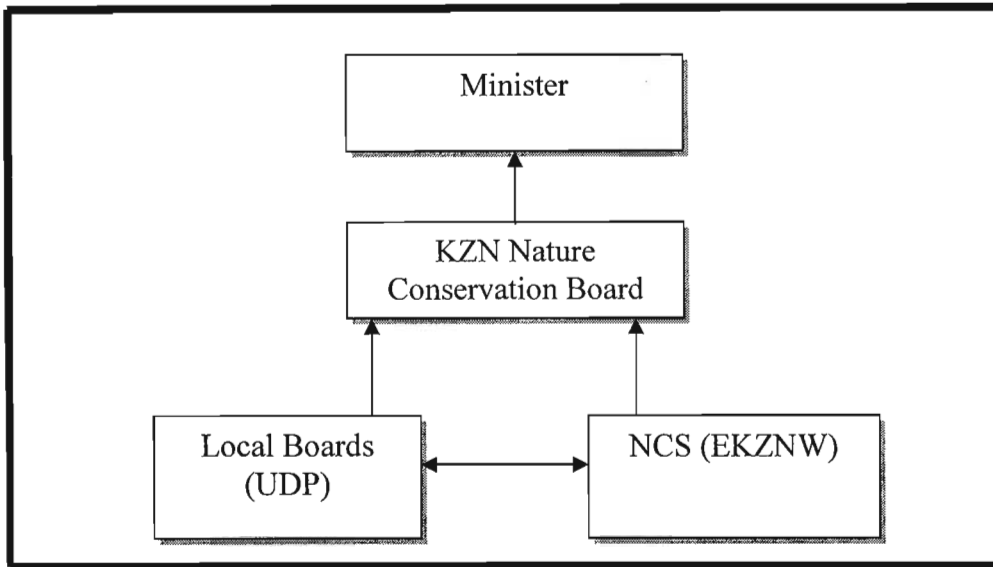 Minister
KZN Nature
Conservation Board
Local Boards
(UDP)
NCS (EKZNW)